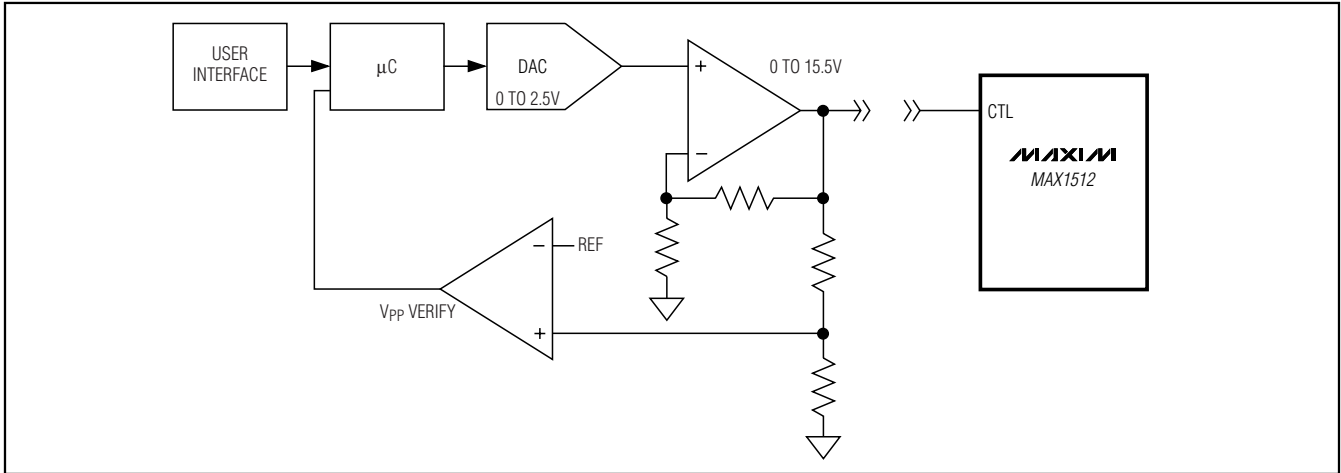 USER
INTERFACE
µC
DAC
0 TO 2.5V
+
−
0 TO 15.5V
CTL
MAXIM
MAX1512
− REF
VPP VERIFY
+